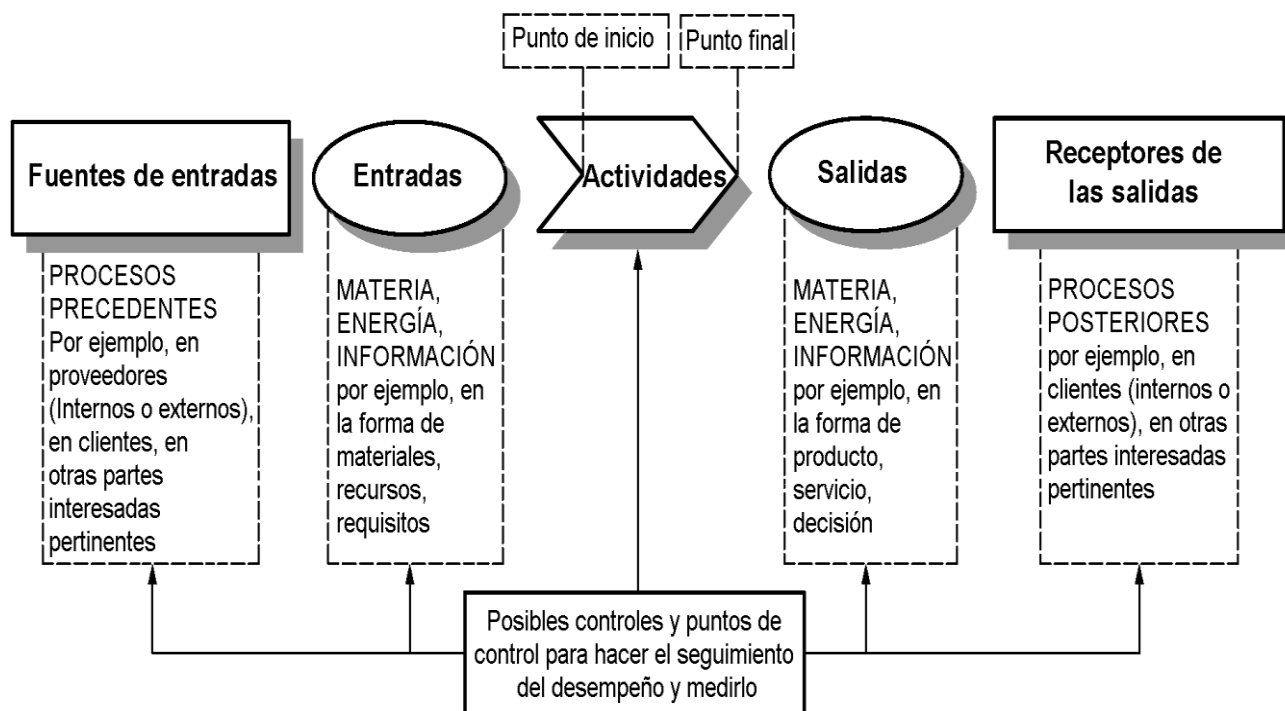 Punto de inicio
Punto final
Fuentes de entradas
Entradas
Actividades
Salidas
Receptores de
las salidas
PROCESOS
PRECEDENTES
Por ejemplo, en
proveedores
(Internos o externos),
en clientes, en
otras partes
interesadas
pertinentes
MATERIA,
ENERGÍA,
INFORMACIÓN
por ejemplo, en
la forma de
materiales,
recursos,
requisitos
MATERIA,
ENERGÍA,
INFORMACIÓN
por ejemplo, en
la forma de
producto,
servicio,
decisión
PROCESOS
POSTERIORES
por ejemplo, en
clientes (internos o
externos), en otras
partes interesadas
pertinentes
Posibles controles y puntos de
control para hacer el seguimiento
del desempeño y medirlo